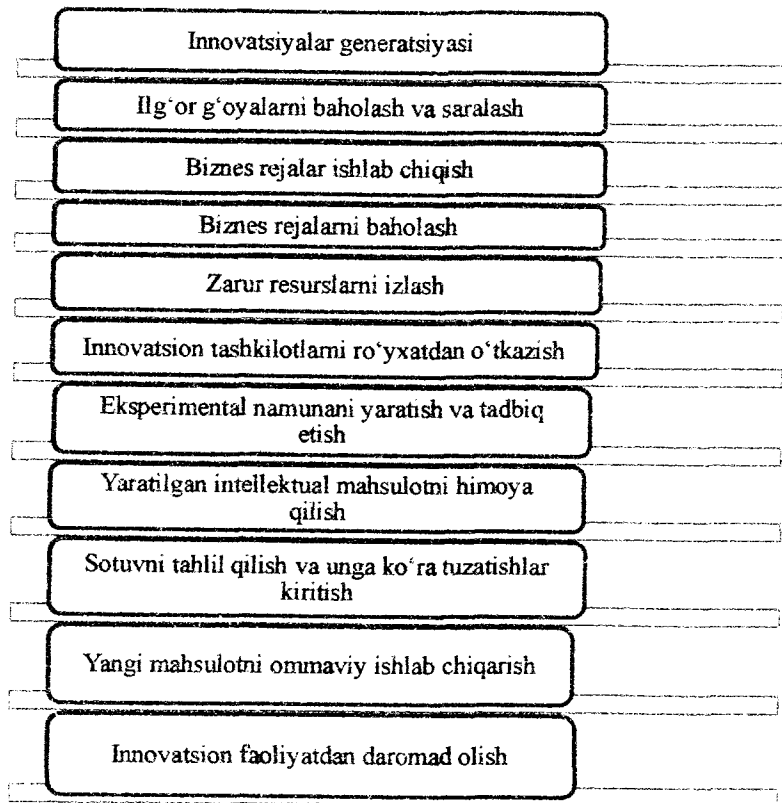 Innovatsiyalar generatsiyasi
Ilg‘or g‘oyalarni baholash va saralash
Biznes rejalar ishlab chiqish
Biznes rejalarni baholash
Zarur resurslarni izlash
Innovatsion tashkilotlarni ro‘yxatdan o‘tkazish
Eksperimental namunani yaratish va tadbiq
etish
Yaratilgan intellektual mahsulotni himoya
qilish
Sotuvni tahlil qilish va unga ko‘ra tuzatishlar
kiritish
Yangi mahsulotni ommaviy ishlab chiqarish
Innovatsion faoliyatdan daromad olish